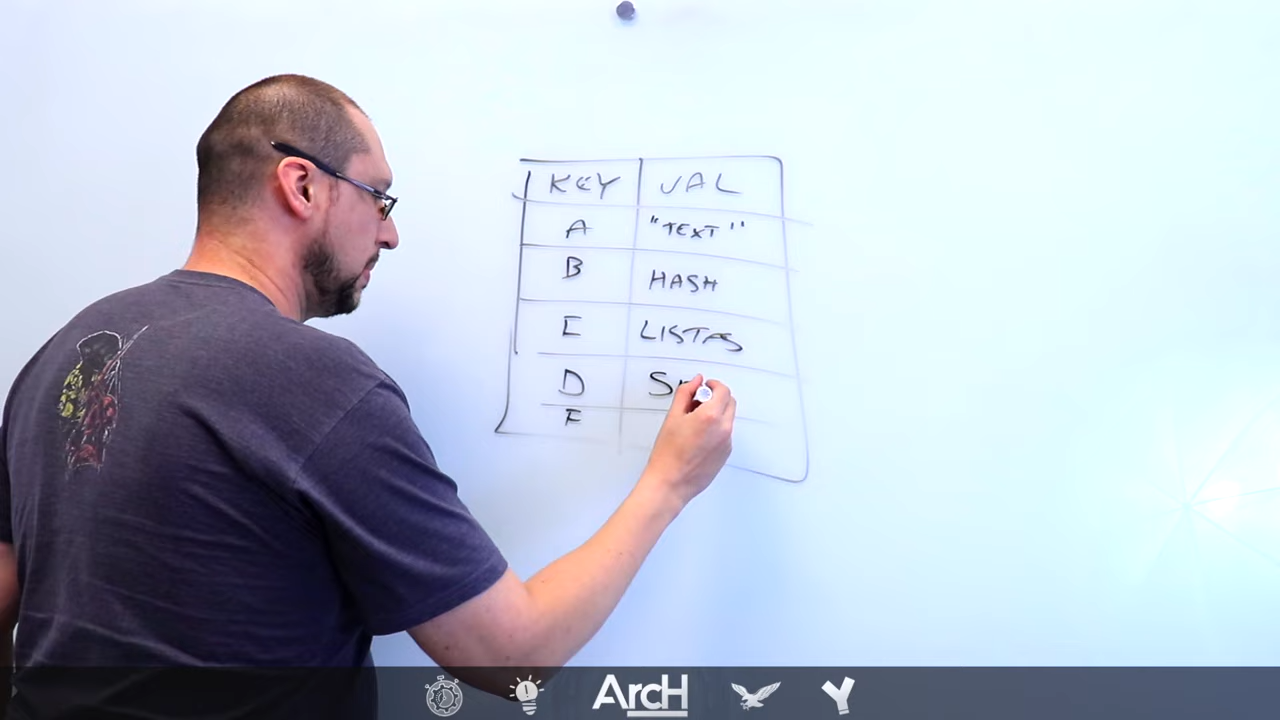 KEY VAL
A "TEXT"
B HASH
C LISTAS
D
E
ArcH